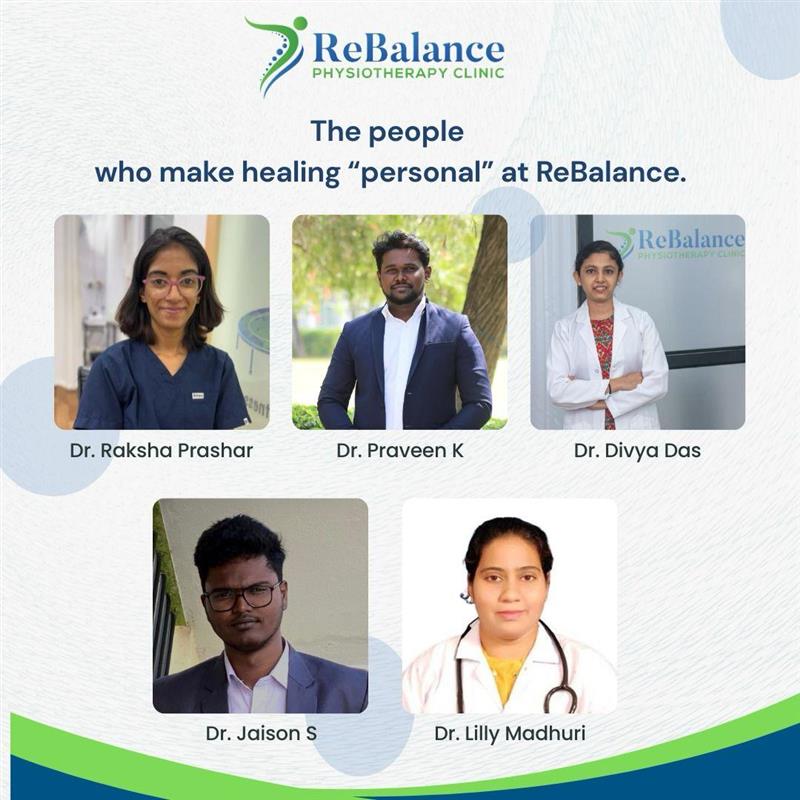 ReBalance
PHYSIOTHERAPY CLINIC
The people
who make healing “personal” at ReBalance.
ReBalance
PHYSIOTHERAPY CLINIC
Dr. Raksha Prashar
Dr. Praveen K
Dr. Divya Das
Dr. Jaison S
Dr. Lilly Madhuri